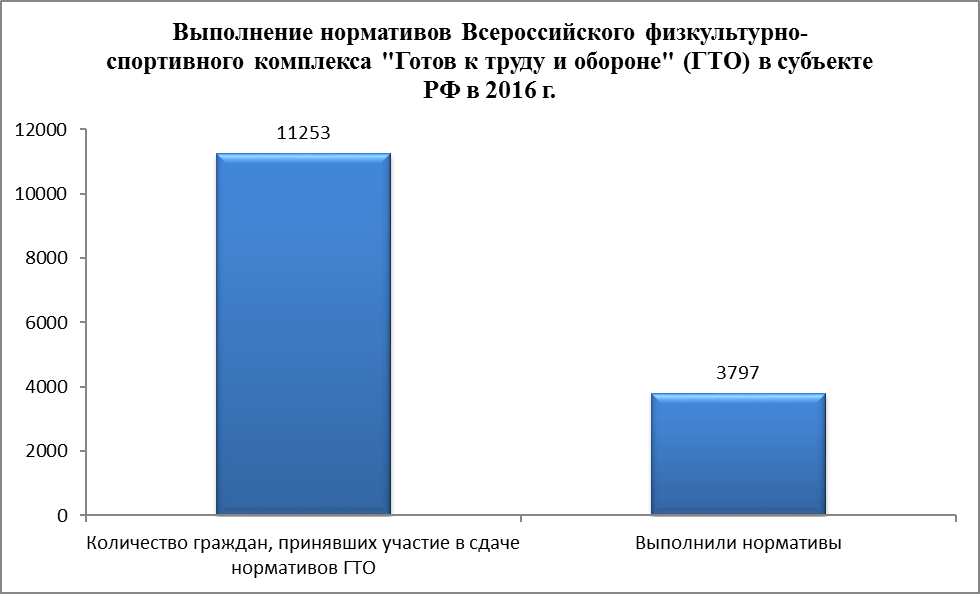 Выполнение нормативов Всероссийского физкультурно-
спортивного комплекса "Готов к труду и обороне" (ГТО) в субъекте
РФ в 2016 г.
12000
10000
8000
6000
4000
2000
0
11253
3797
Количество граждан, принявших участие в сдаче
нормативов ГТО
Выполнили нормативы